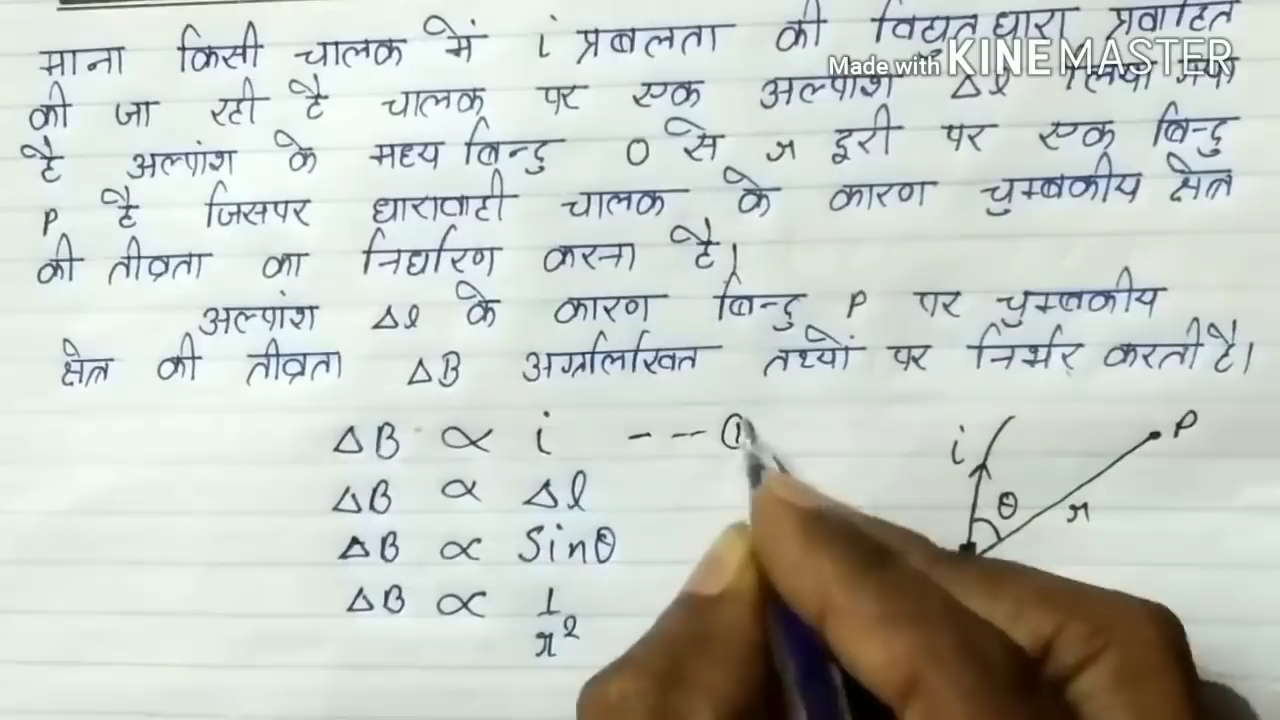 माना किसी चालक में i प्रबलता की विद्युत धारा प्रवाहित
Made with KINEMASTER
की जा रही है चालक पर एक अल्पांश Δl लिया गया
है अल्पांश के मध्य बिन्दु O से r दूरी पर एक बिन्दु
P है जिसपर धारावाही चालक के कारण चुम्बकीय क्षेत्र
की तीव्रता का निर्धारण करना है।
अल्पांश Δl के कारण बिन्दु P पर चुम्बकीय
क्षेत्र की तीव्रता ΔB अग्रलिखित तथ्यों पर निर्भर करती है।
ΔB ∝ i --- ①
ΔB ∝ Δl
ΔB ∝ Sinθ
ΔB ∝ 1/r²
i θ r P